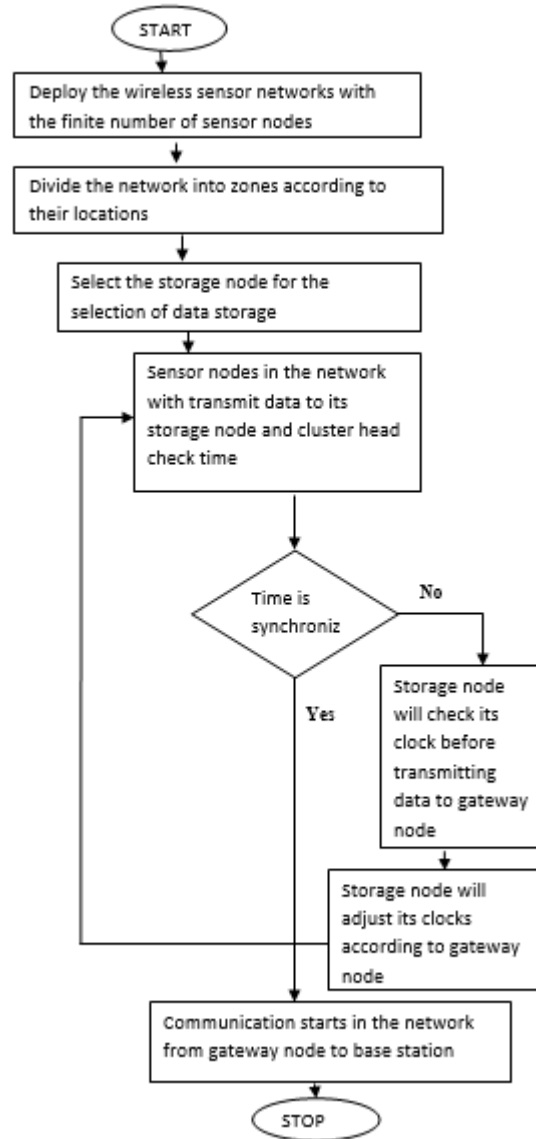 START
Deploy the wireless sensor networks with
the finite number of sensor nodes
Divide the network into zones according to
their locations
Select the storage node for the
selection of data storage
Sensor nodes in the network
with transmit data to its
storage node and cluster head
check time
Time is
synchroniz
No
Yes
Storage node
will check its
clock before
transmitting
data to gateway
node
Storage node will
adjust its clocks
according to gateway
node
Communication starts in the network
from gateway node to base station
STOP